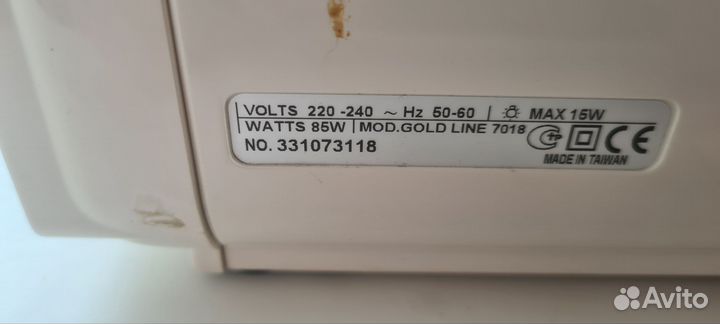 VOLTS 220 -240 ~ Hz 50-60 | MAX 15W
WATTS 85W | MOD.GOLD LINE 7018
NO. 331073118
CE
MADE IN TAIWAN
Avito